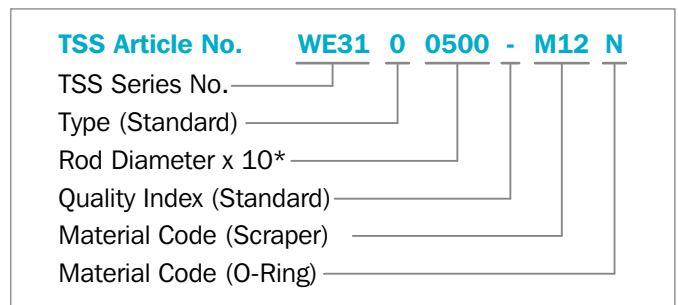 TSS Article No. WE31 0 0500 - M12 N
TSS Series No.
Type (Standard)
Rod Diameter x 10*
Quality Index (Standard)
Material Code (Scraper)
Material Code (O-Ring)